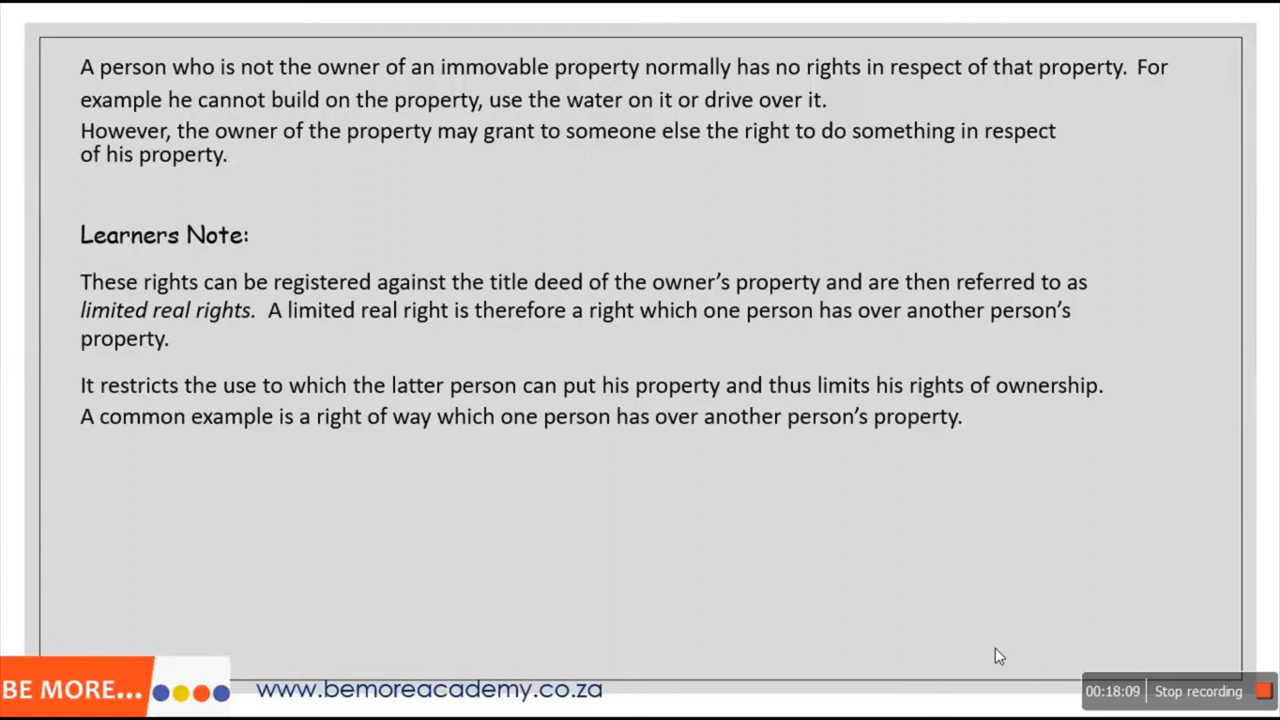 A person who is not the owner of an immovable property normally has no rights in respect of that property. For
example he cannot build on the property, use the water on it or drive over it.
However, the owner of the property may grant to someone else the right to do something in respect
of his property.
Learners Note:
These rights can be registered against the title deed of the owner’s property and are then referred to as
limited real rights. A limited real right is therefore a right which one person has over another person’s
property.
It restricts the use to which the latter person can put his property and thus limits his rights of ownership.
A common example is a right of way which one person has over another person’s property.
BE MORE...
www.bemoreacademy.co.za
00:18:09 Stop recording